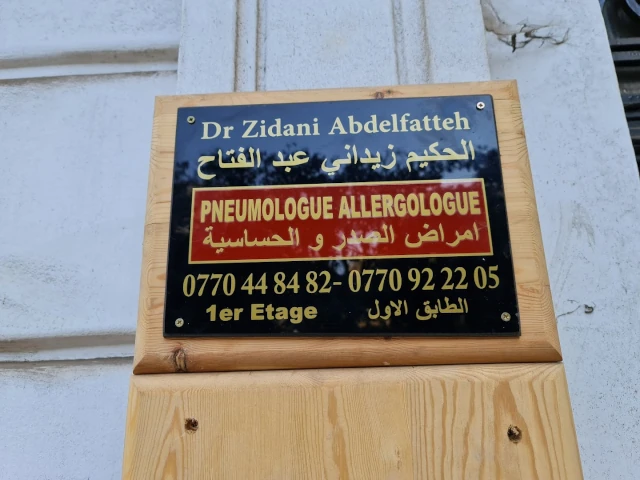 Dr Zidani Abdelfatteh
الحكيم زيداني عبد الفتاح
PNEUMOLOGUE ALLERGOLOGUE
امراض الصدر و الحساسية
0770 44 84 82- 0770 92 22 05
1er Etage الطابق الاول